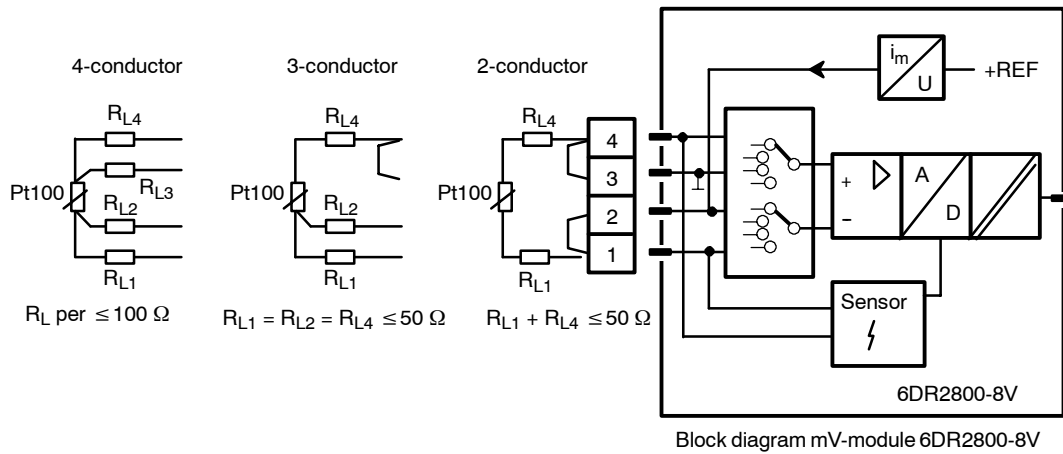 4-conductor
3-conductor
2-conductor
i_m
U
+REF
R_L4
R_L4
R_L4
R_L3
Pt100
R_L2
R_L1
Pt100
R_L2
R_L1
Pt100
R_L1
4
3
2
1
+
−
A
D
Sensor
R_L per ≤100 Ω
R_L1 = R_L2 = R_L4 ≤50 Ω
R_L1 + R_L4 ≤50 Ω
6DR2800-8V
Block diagram mV-module 6DR2800-8V